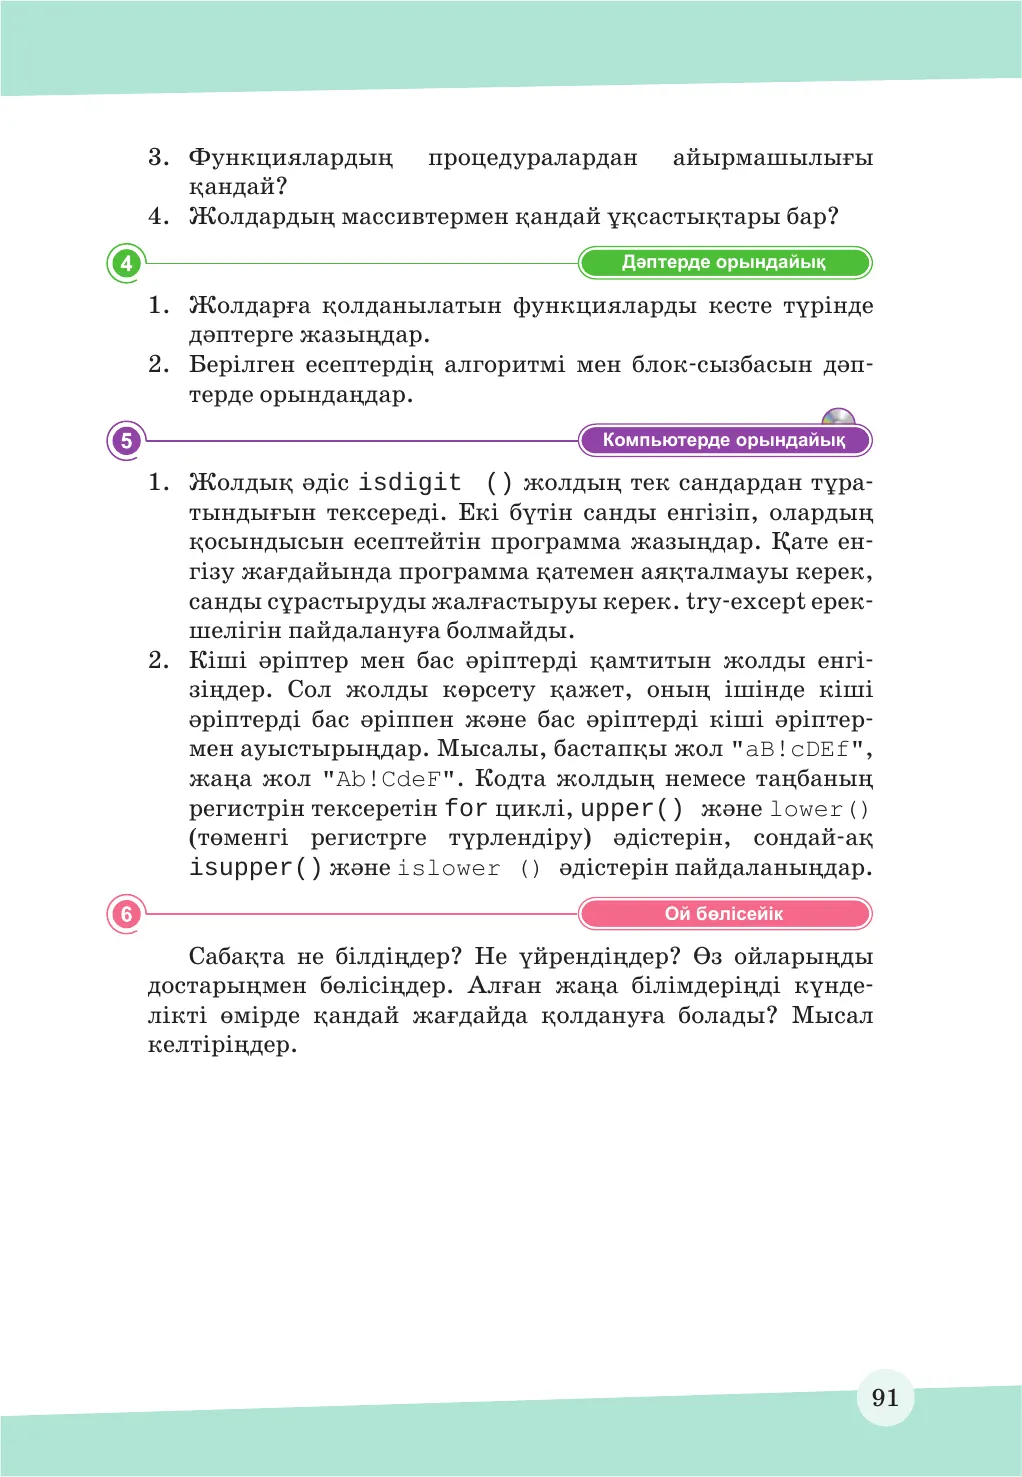 3. Функциялардың процедуралардан айырмашылығы
қандай?
4. Жолдардың массивтермен қандай ұқсастықтары бар?
4
Дәптерде орындайық
1. Жолдарға қолданылатын функцияларды кесте түрінде
дәптерге жазыңдар.
2. Берілген есептердің алгоритмі мен блок-сызбасын дәп-
терде орындаңдар.
5
Компьютерде орындайық
1. Жолдық әдіс isdigit () жолдың тек сандардан тұра-
тындығын тексереді. Екі бүтін санды енгізіп, олардың
қосындысын есептейтін программа жазыңдар. Қате ен-
гізу жағдайында программа қатемен аяқталмауы керек,
санды сұрастыруды жалғастыруы керек. try-except ерек-
шелігін пайдалануға болмайды.
2. Кіші әріптер мен бас әріптерді қамтитын жолды енгі-
зіңдер. Сол жолды көрсету қажет, оның ішінде кіші
әріптерді бас әріппен және бас әріптерді кіші әріптер-
мен ауыстырыңдар. Мысалы, бастапқы жол "aB!cDEf",
жаңа жол "Ab!CdeF". Кодта жолдың немесе таңбаның
регистрін тексеретін for циклі, upper() және lower()
(төменгі регистрге түрлендіру) әдістерін, сондай-ақ
isupper() және islower () әдістерін пайдаланыңдар.
6
Ой бөлісейік
Сабақта не білдіңдер? Не үйрендіңдер? Өз ойларыңды
достарыңмен бөлісіңдер. Алған жаңа білімдеріңді күнде-
лікті өмірде қандай жағдайда қолдануға болады? Мысал
келтіріңдер.
91